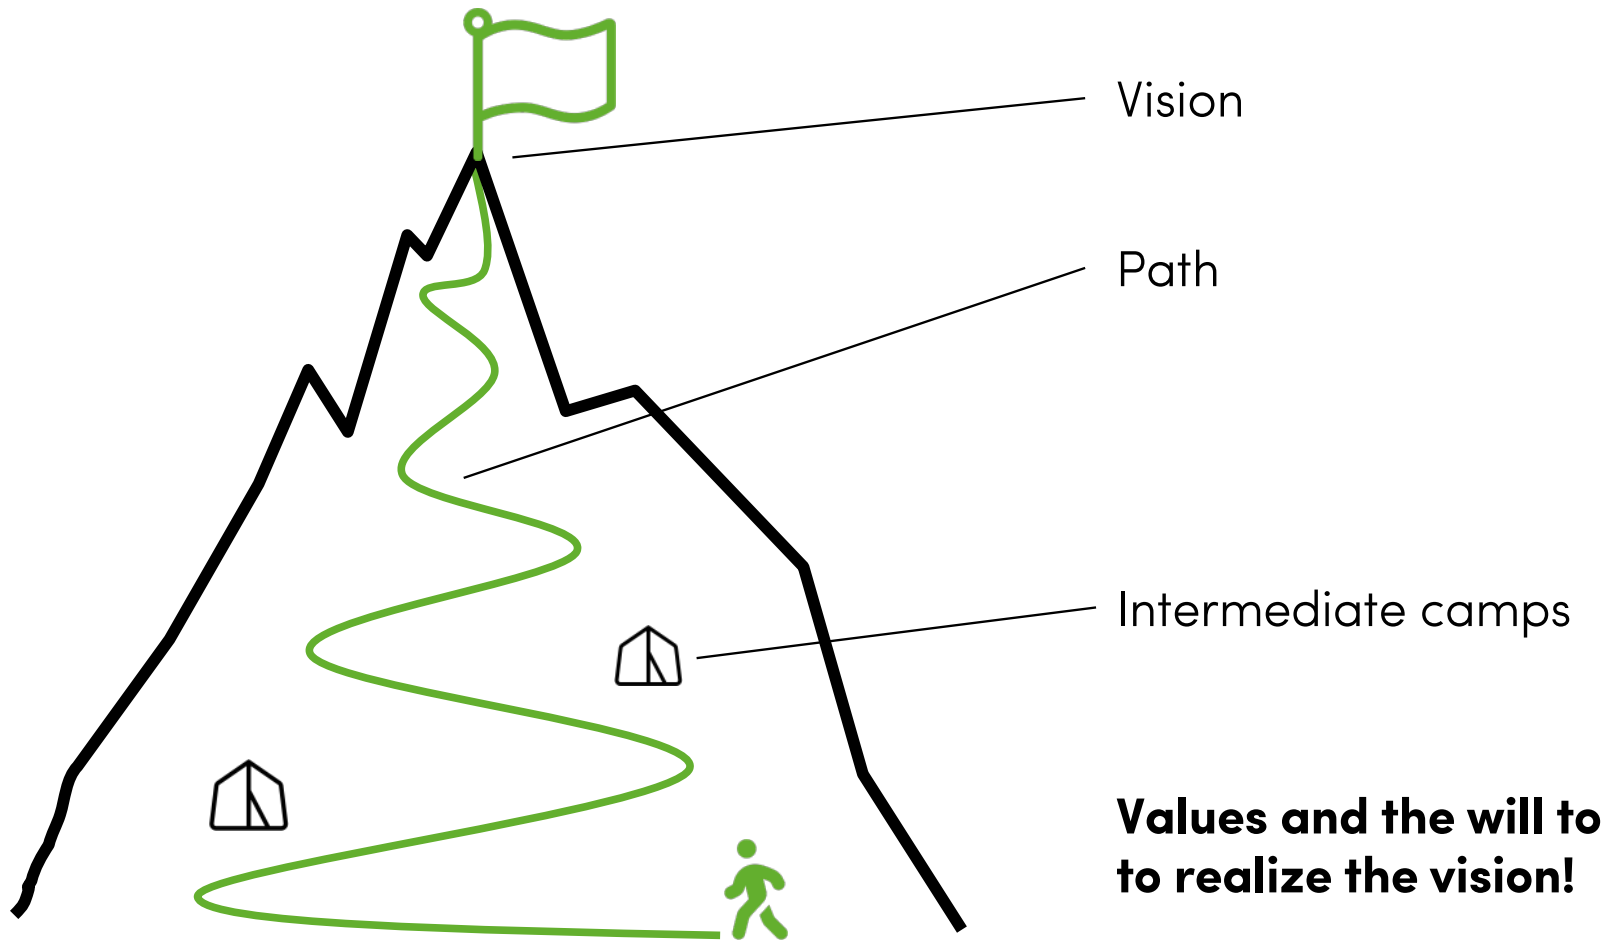 Vision
Path
Intermediate camps
Values and the will to
to realize the vision!